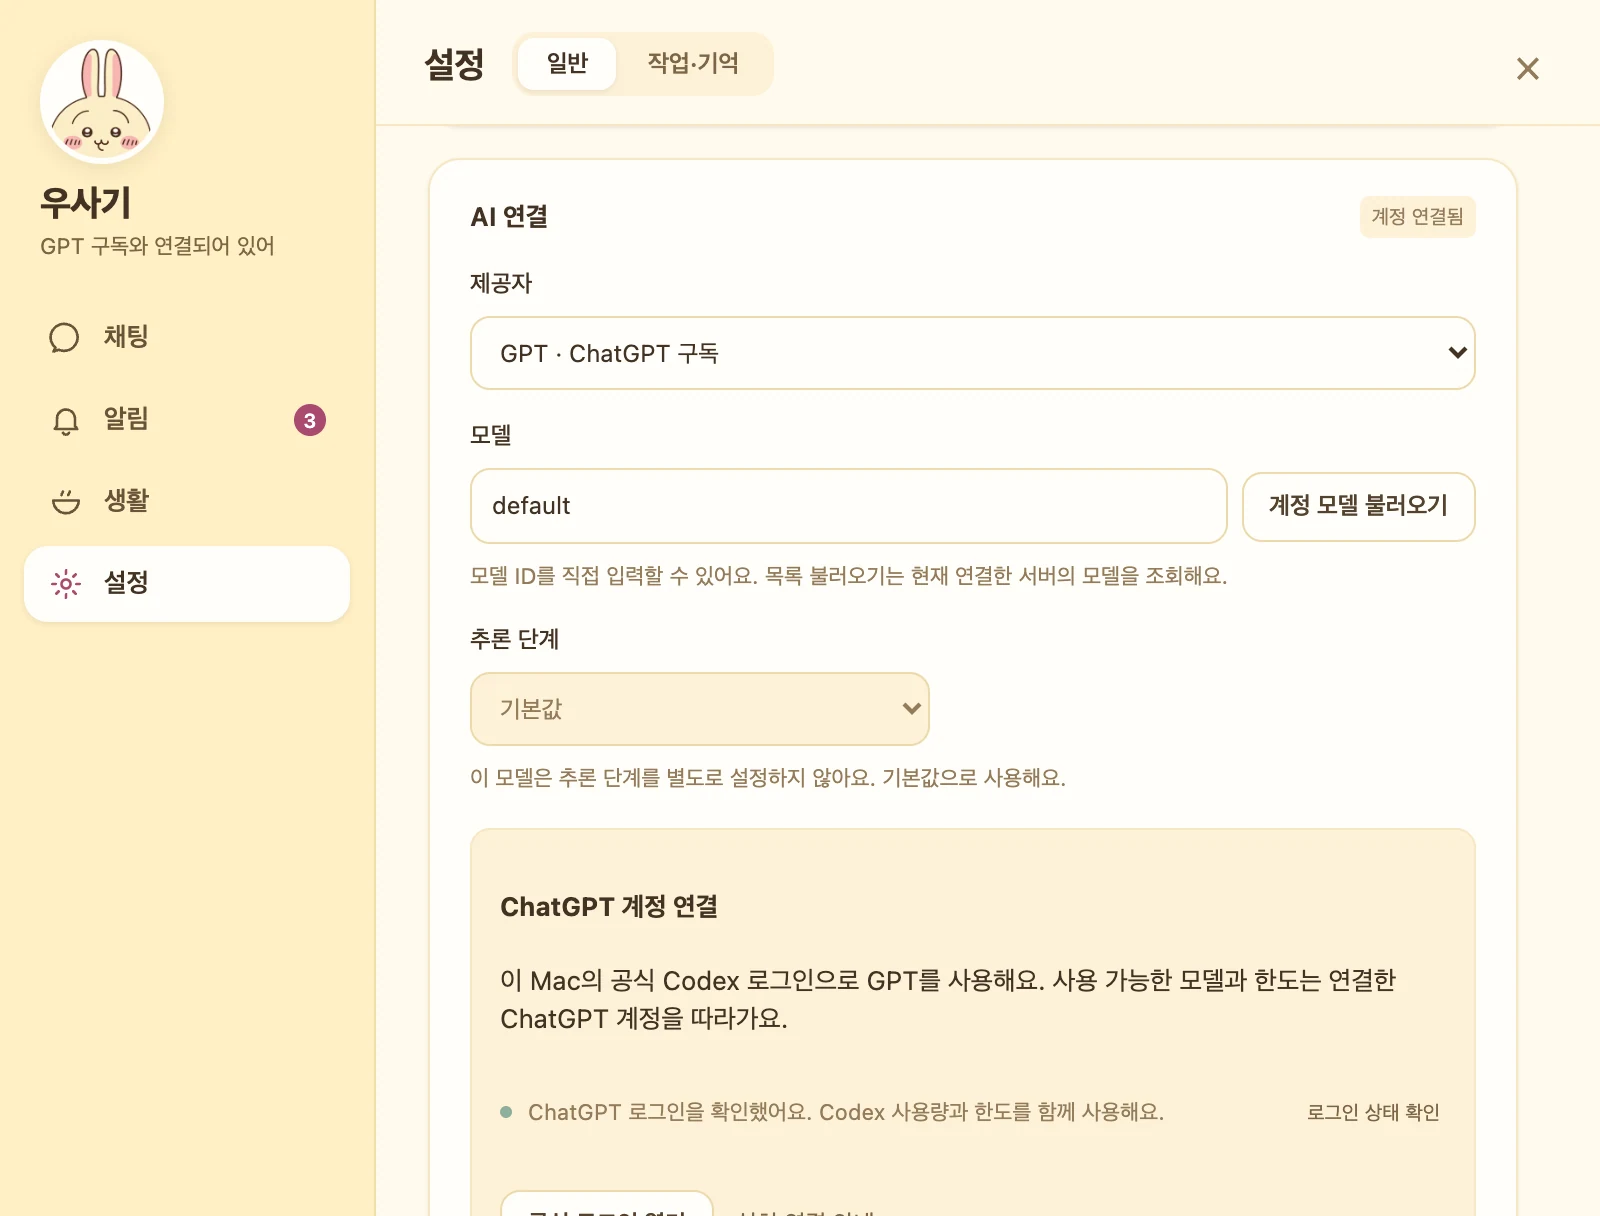 설정
일반
작업·기억
우사기
GPT 구독와 연결되어 있어
채팅
알림
3
생활
설정
AI 연결
계정 연결됨
제공자
GPT · ChatGPT 구독
모델
default
계정 모델 불러오기
모델 ID를 직접 입력할 수 있어요. 목록 불러오기는 현재 연결한 서버의 모델을 조회해요.
추론 단계
기본값
이 모델은 추론 단계를 별도로 설정하지 않아요. 기본값으로 사용해요.
ChatGPT 계정 연결
이 Mac의 공식 Codex 로그인으로 GPT를 사용해요. 사용 가능한 모델과 한도는 연결한
ChatGPT 계정을 따라가요.
ChatGPT 로그인을 확인했어요. Codex 사용량과 한도를 함께 사용해요.
로그인 상태 확인